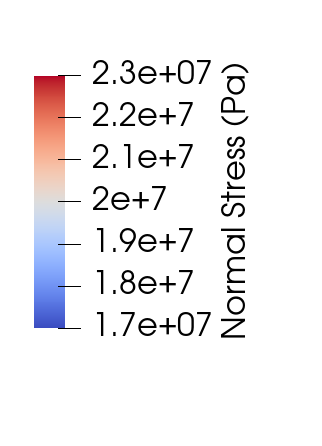 2.3e+07
2.2e+7
2.1e+7
2e+7
1.9e+7
1.8e+7
1.7e+07
Normal Stress (Pa)